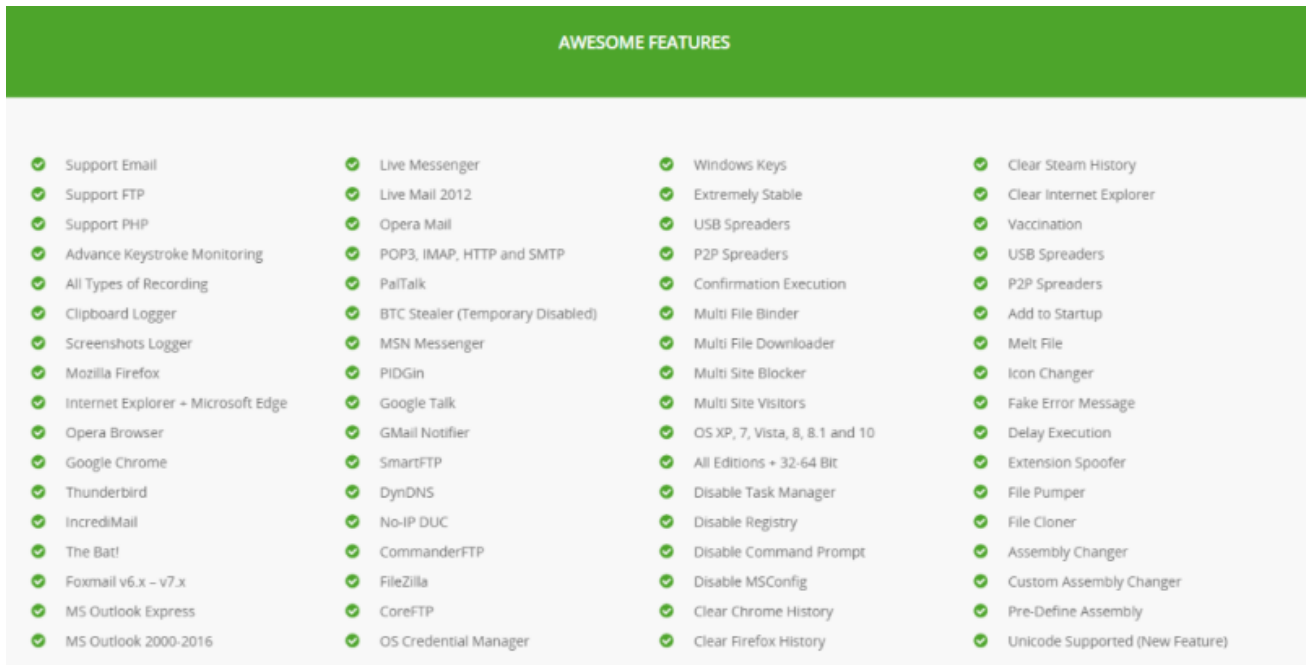 AWESOME FEATURES
Support Email
Support FTP
Support PHP
Advance Keystroke Monitoring
All Types of Recording
Clipboard Logger
Screenshots Logger
Mozilla Firefox
Internet Explorer + Microsoft Edge
Opera Browser
Google Chrome
Thunderbird
IncrediMail
The Bat!
Foxmail v6.x – v7.x
MS Outlook Express
MS Outlook 2000-2016
Live Messenger
Live Mail 2012
Opera Mail
POP3, IMAP, HTTP and SMTP
PalTalk
BTC Stealer (Temporary Disabled)
MSN Messenger
PIDGin
Google Talk
GMail Notifier
SmartFTP
DynDNS
No-IP DUC
CommanderFTP
FileZilla
CoreFTP
OS Credential Manager
Windows Keys
Extremely Stable
USB Spreaders
P2P Spreaders
Confirmation Execution
Multi File Binder
Multi File Downloader
Multi Site Blocker
Multi Site Visitors
OS XP, 7, Vista, 8, 8.1 and 10
All Editions + 32-64 Bit
Disable Task Manager
Disable Registry
Disable Command Prompt
Disable MSConfig
Clear Chrome History
Clear Firefox History
Clear Steam History
Clear Internet Explorer
Vaccination
USB Spreaders
P2P Spreaders
Add to Startup
Melt File
Icon Changer
Fake Error Message
Delay Execution
Extension Spoofer
File Pumper
File Cloner
Assembly Changer
Custom Assembly Changer
Pre-Define Assembly
Unicode Supported (New Feature)